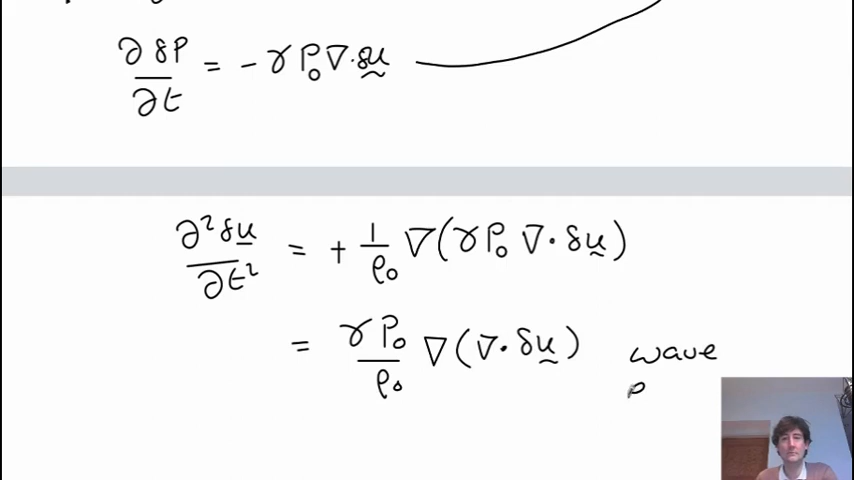 ∂δP/∂t = - γP₀∇·δu
∂²δu/∂t² = + 1/ρ₀ ∇(γP₀ ∇·δu)
= γP₀/ρ₀ ∇(∇·δu) wave